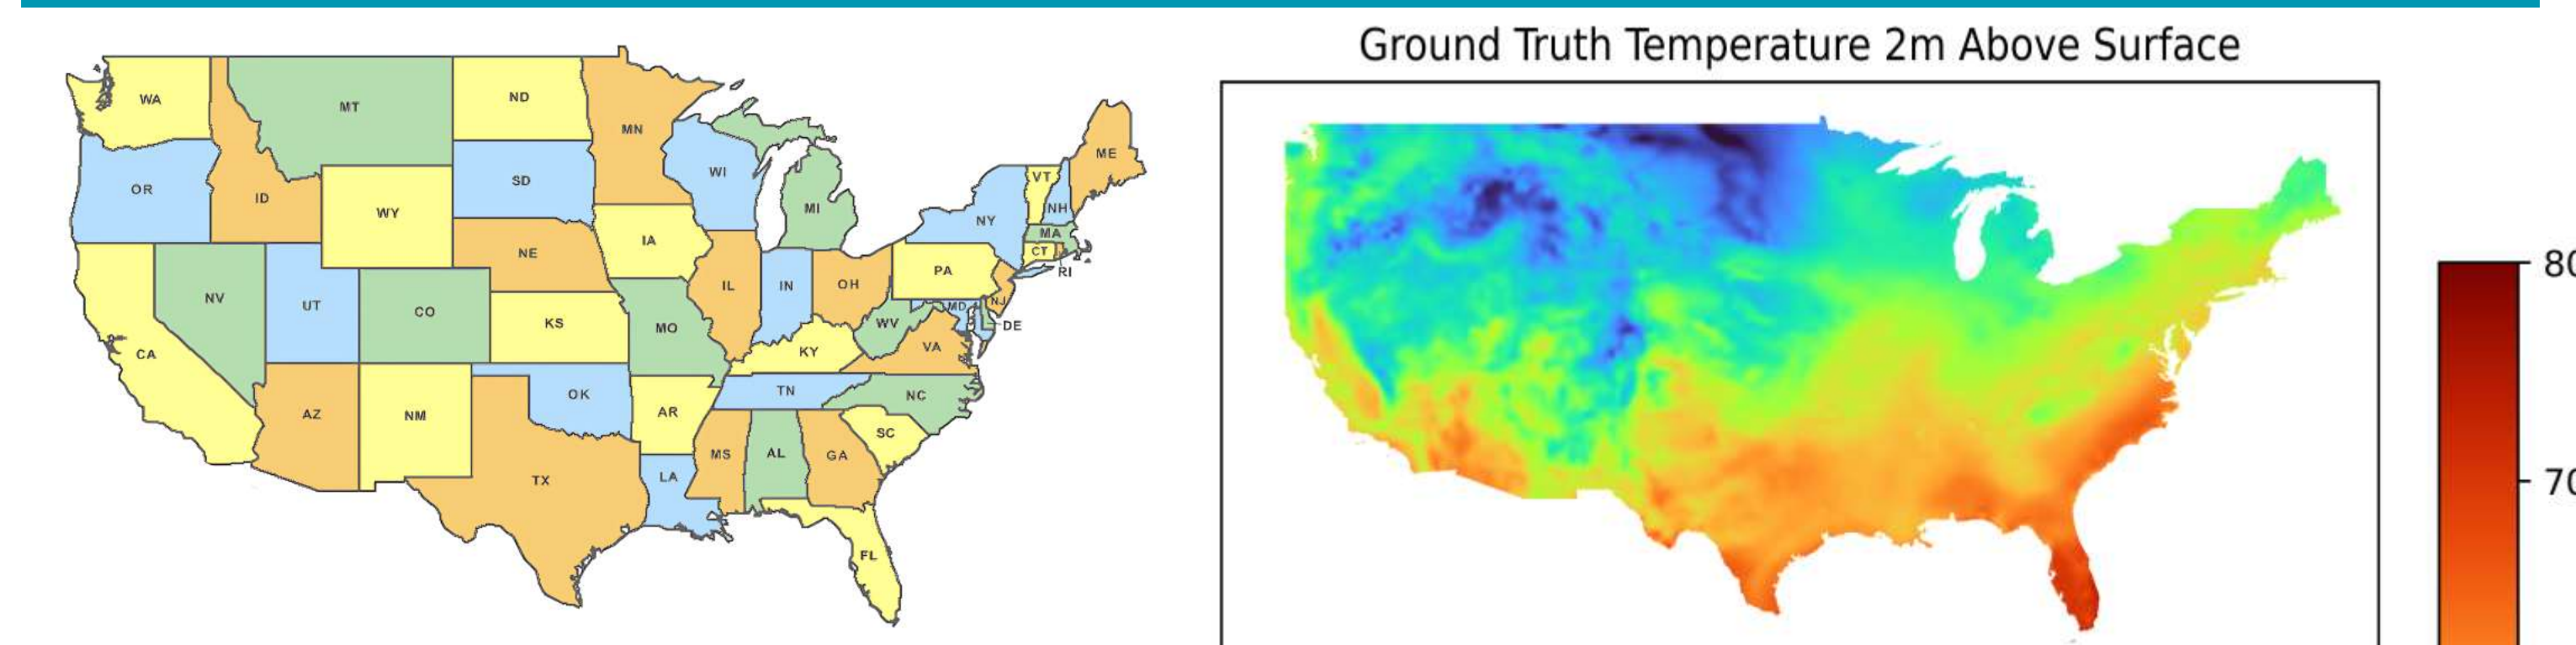 Ground Truth Temperature 2m Above Surface
WA
MT
ND
MN
ME
OR
ID
WY
SD
WI
MI
VT
NH
NY
MA
CT
RI
NV
UT
CO
NE
IA
IL
IN
OH
PA
NJ
MD
DE
CA
KS
MO
KY
WV
VA
AZ
NM
OK
AR
TN
NC
TX
LA
MS
AL
GA
SC
FL
80
70